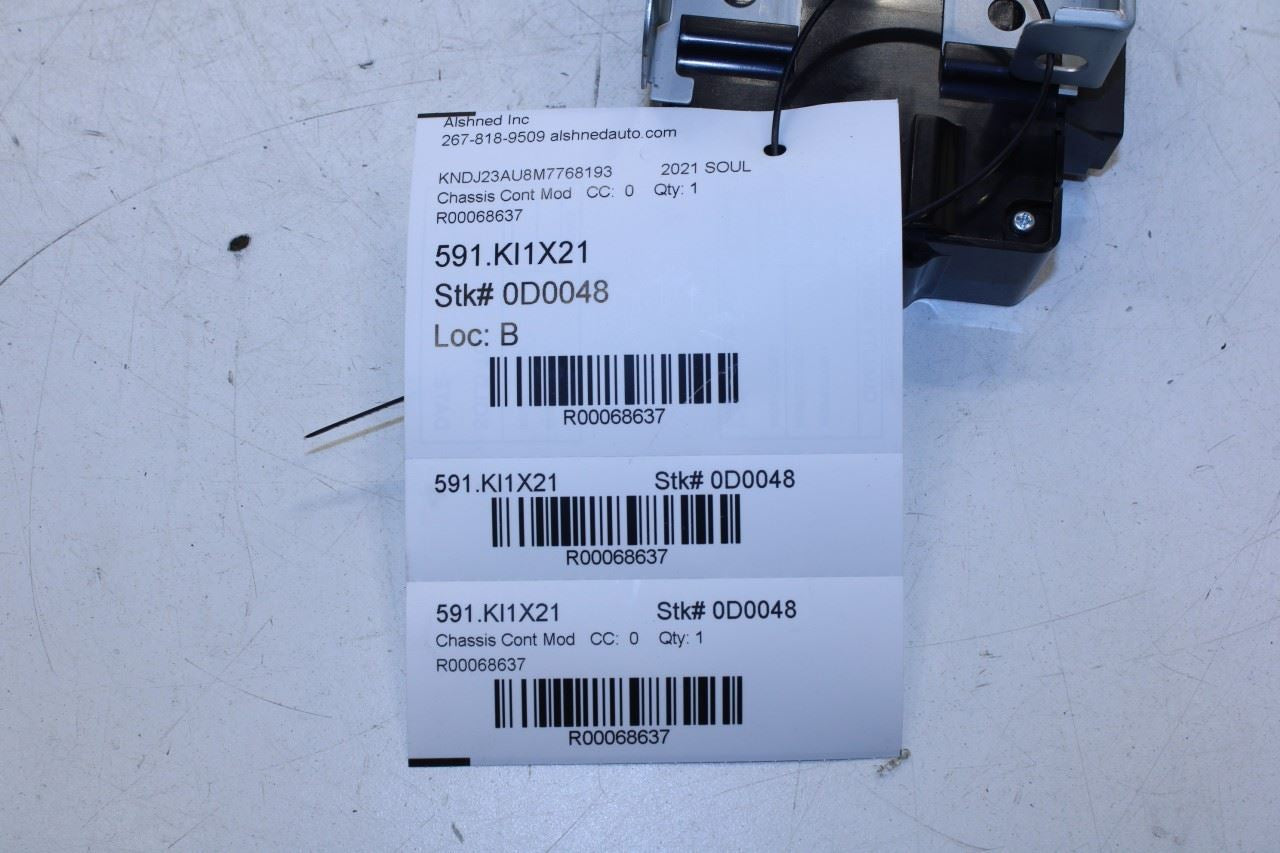 Alshned Inc
267-818-9509 alshnedauto.com
KNDJ23AU8M7768193 2021 SOUL
Chassis Cont Mod CC: 0 Qty: 1
R00068637
591.KI1X21
Stk# 0D0048
Loc: B
R00068637
591.KI1X21 Stk# 0D0048
R00068637
591.KI1X21 Stk# 0D0048
Chassis Cont Mod CC: 0 Qty: 1
R00068637
R00068637